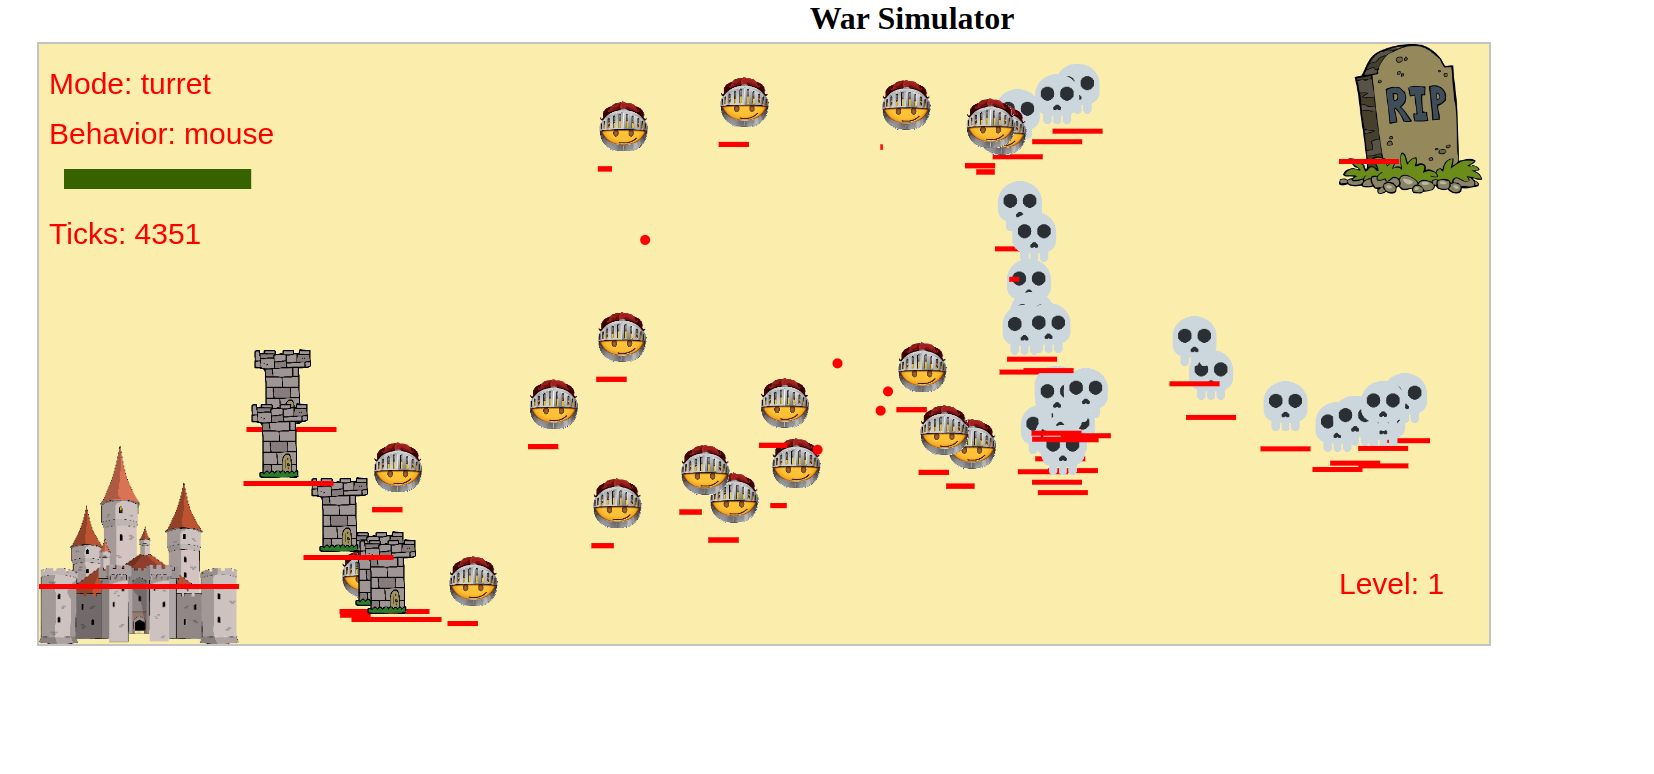 War Simulator
Mode: turret
Behavior: mouse
RIP
Ticks: 4351
Level: 1